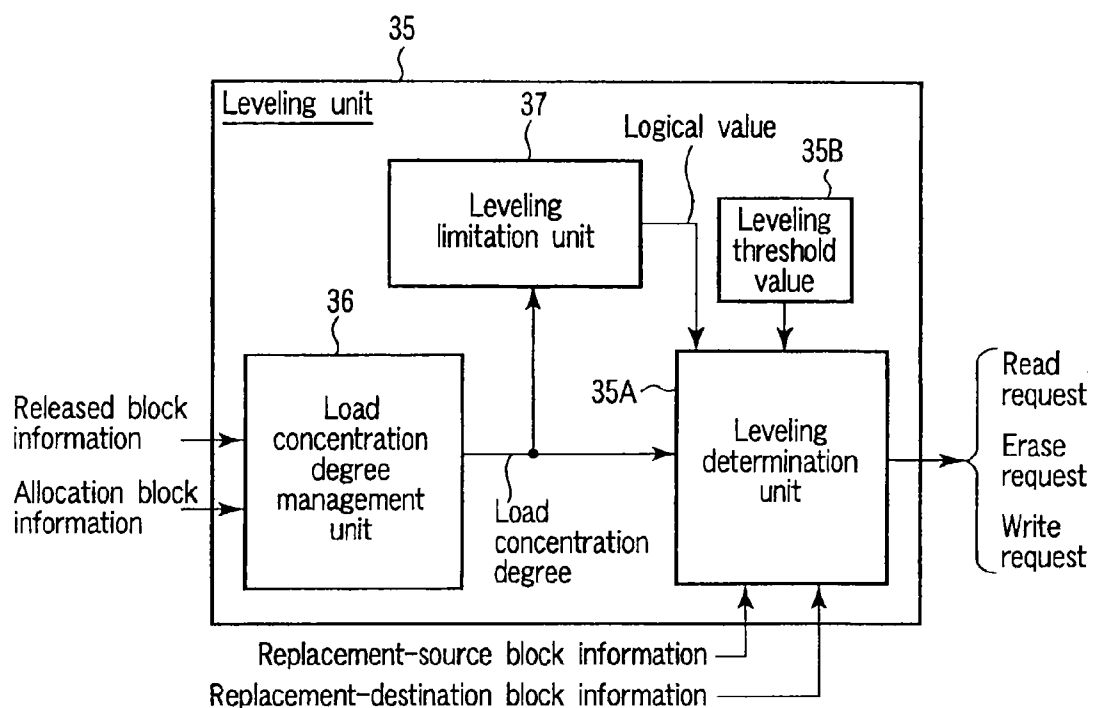 35
Leveling unit
37
Logical value
35B
Leveling
limitation unit
Leveling
threshold
value
36
35A
Load
concentration
degree
management
unit
Leveling
determination
unit
Released block
information
Allocation block
information
Load
concentration
degree
Read
request
Erase
request
Write
request
Replacement-source block information
Replacement-destination block information